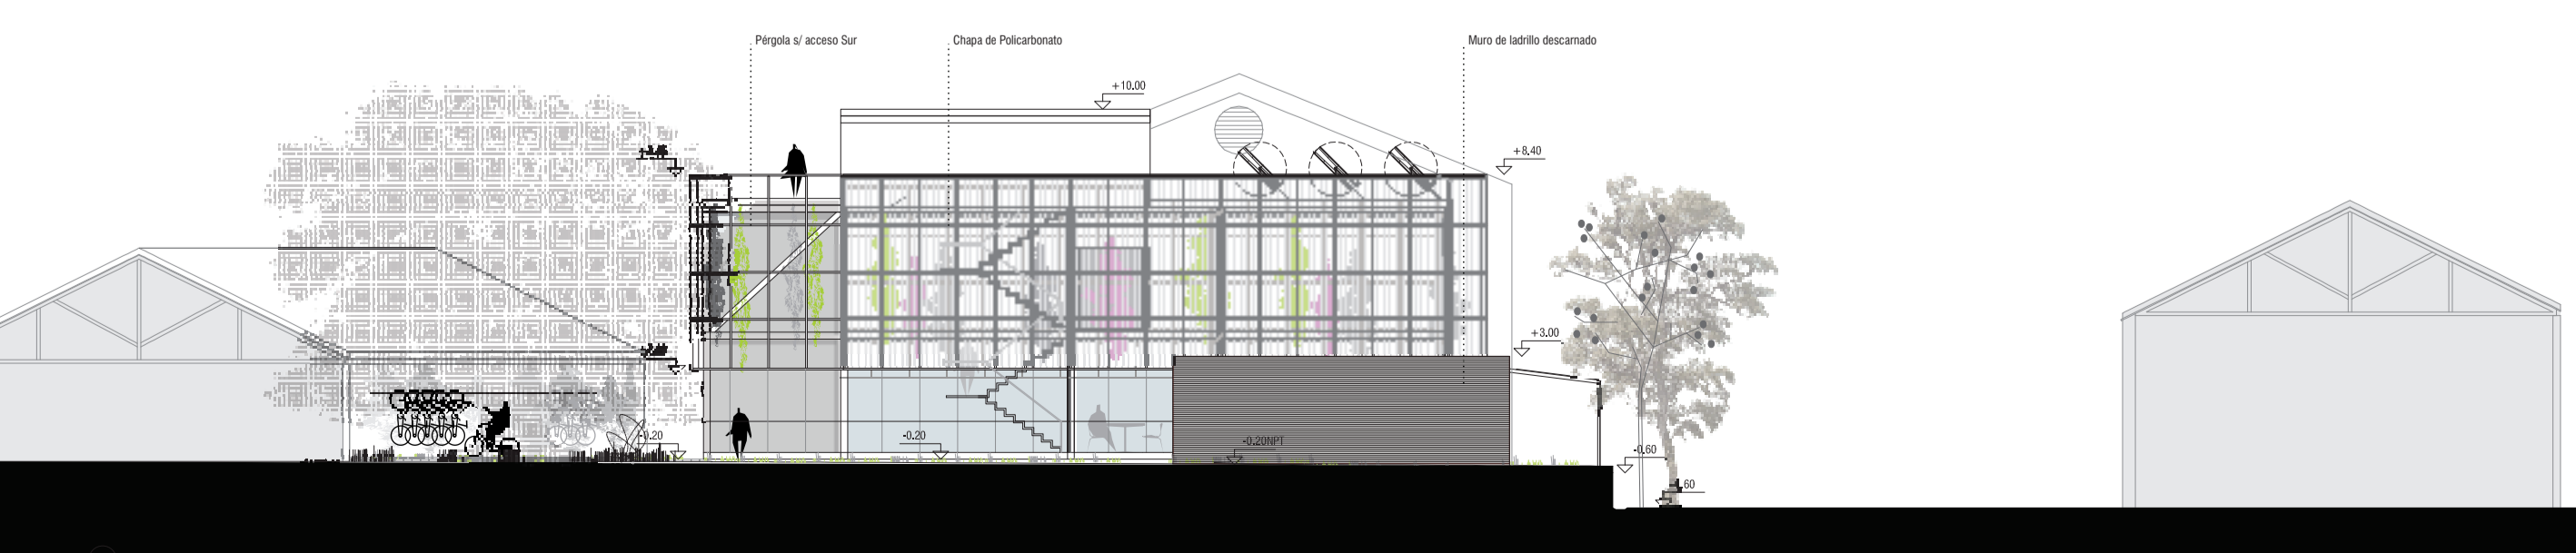 Pérgola s/ acceso Sur
Chapa de Policarbonato
Muro de ladrillo descarnado
+10.00
+8.40
+3.00
-0.20
-0.20
-0.20NPT
-0.60
60